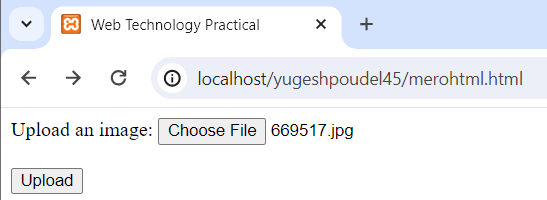 Web Technology Practical
localhost/yugeshpoudel45/merohtml.html
Upload an image: Choose File 669517.jpg
Upload